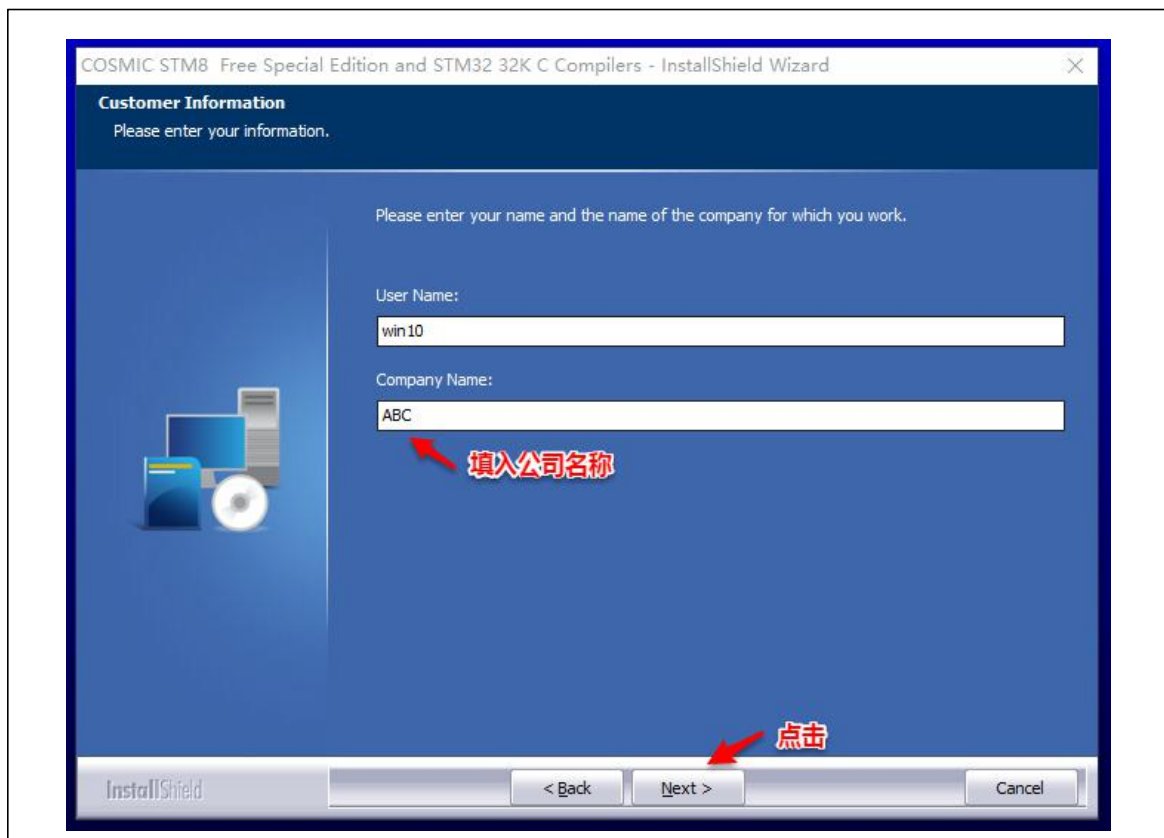 COSMIC STM8  Free Special Edition and STM32 32K C Compilers - InstallShield Wizard
Customer Information
Please enter your information.
Please enter your name and the name of the company for which you work.
User Name:
win10
Company Name:
ABC
填入公司名称
点击
InstallShield
< Back
Next >
Cancel